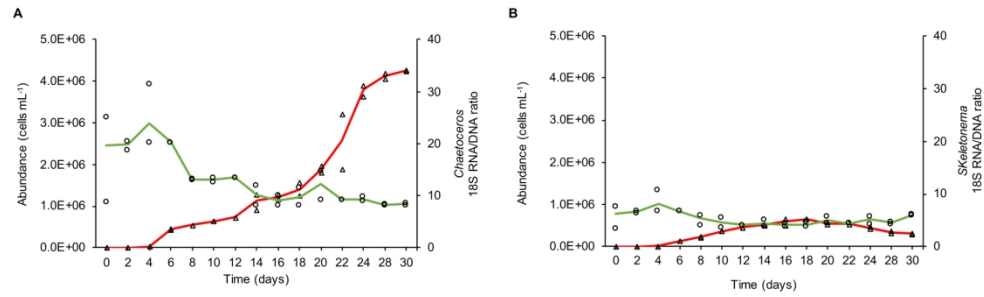 A
5.0E+06
4.0E+06
3.0E+06
2.0E+06
1.0E+06
0.0E+00
Abundance (cells mL-1)
40
30
20
10
0
Chaetoceros
18S RNA/DNA ratio
0 2 4 6 8 10 12 14 16 18 20 22 24 26 28 30
Time (days)
B
5.0E+06
4.0E+06
3.0E+06
2.0E+06
1.0E+06
0.0E+00
Abundance (cells mL-1)
40
30
20
10
0
Skeletonema
18S RNA/DNA ratio
0 2 4 6 8 10 12 14 16 18 20 22 24 28 30
Time (days)